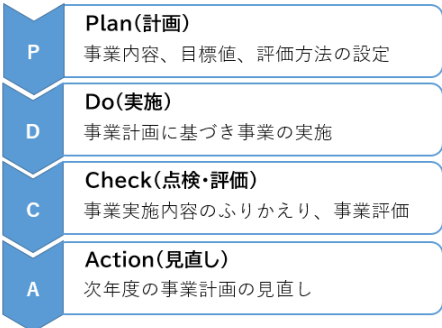 P
Plan(計画)
事業内容、目標値、評価方法の設定
D
Do(実施)
事業計画に基づき事業の実施
C
Check(点検・評価)
事業実施内容のふりかえり、事業評価
A
Action(見直し)
次年度の事業計画の見直し